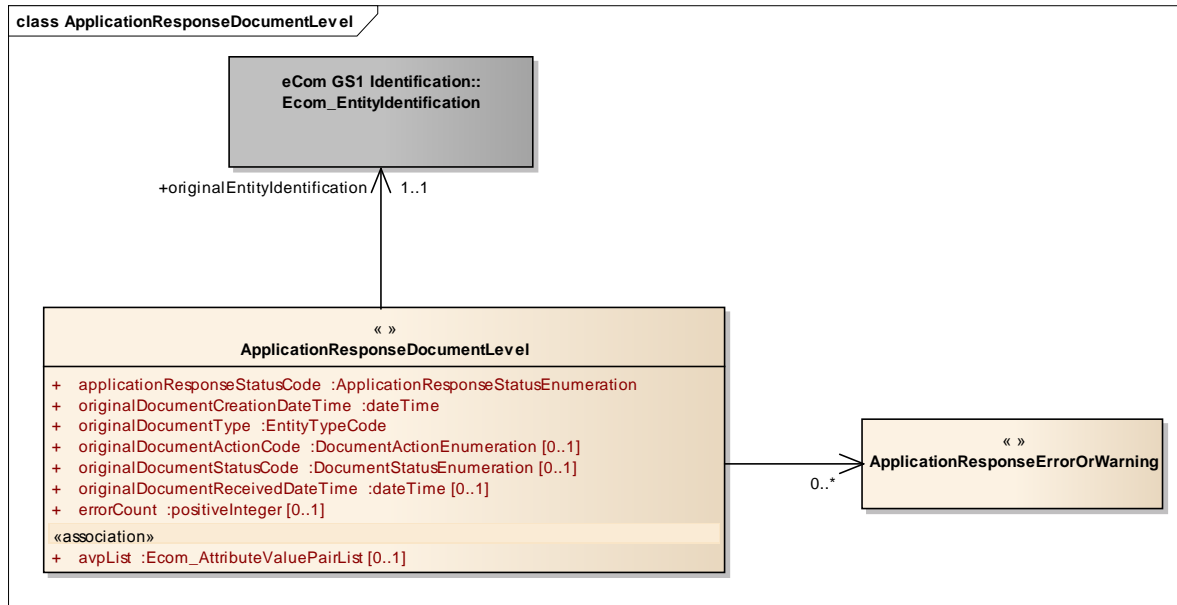 class ApplicationResponseDocumentLevel
eCom GS1 Identification::
Ecom_EntityIdentification
+originalEntityIdentification
1..1
« »
ApplicationResponseDocumentLevel
+ applicationResponseStatusCode :ApplicationResponseStatusEnumeration
+ originalDocumentCreationDateTime :dateTime
+ originalDocumentType :EntityTypeCode
+ originalDocumentActionCode :DocumentActionEnumeration [0..1]
+ originalDocumentStatusCode :DocumentStatusEnumeration [0..1]
+ originalDocumentReceivedDateTime :dateTime [0..1]
+ errorCount :positiveInteger [0..1]
«association»
+ avpList :Ecom_AttributeValuePairList [0..1]
0..*
« »
ApplicationResponseErrorOrWarning